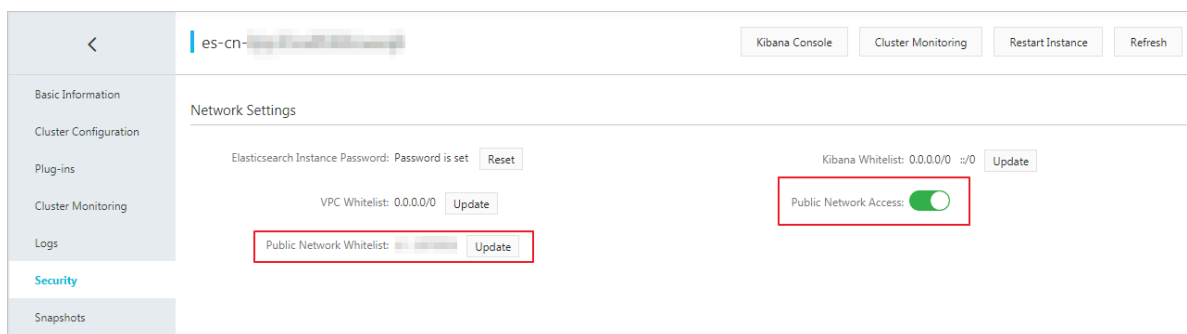 es-cn-
Kibana Console
Cluster Monitoring
Restart Instance
Refresh
Basic Information
Cluster Configuration
Plug-ins
Cluster Monitoring
Logs
Security
Snapshots
Network Settings
Elasticsearch Instance Password: Password is set Reset
Kibana Whitelist: 0.0.0.0/0 ::/0 Update
VPC Whitelist: 0.0.0.0/0 Update
Public Network Access:
Public Network Whitelist: Update